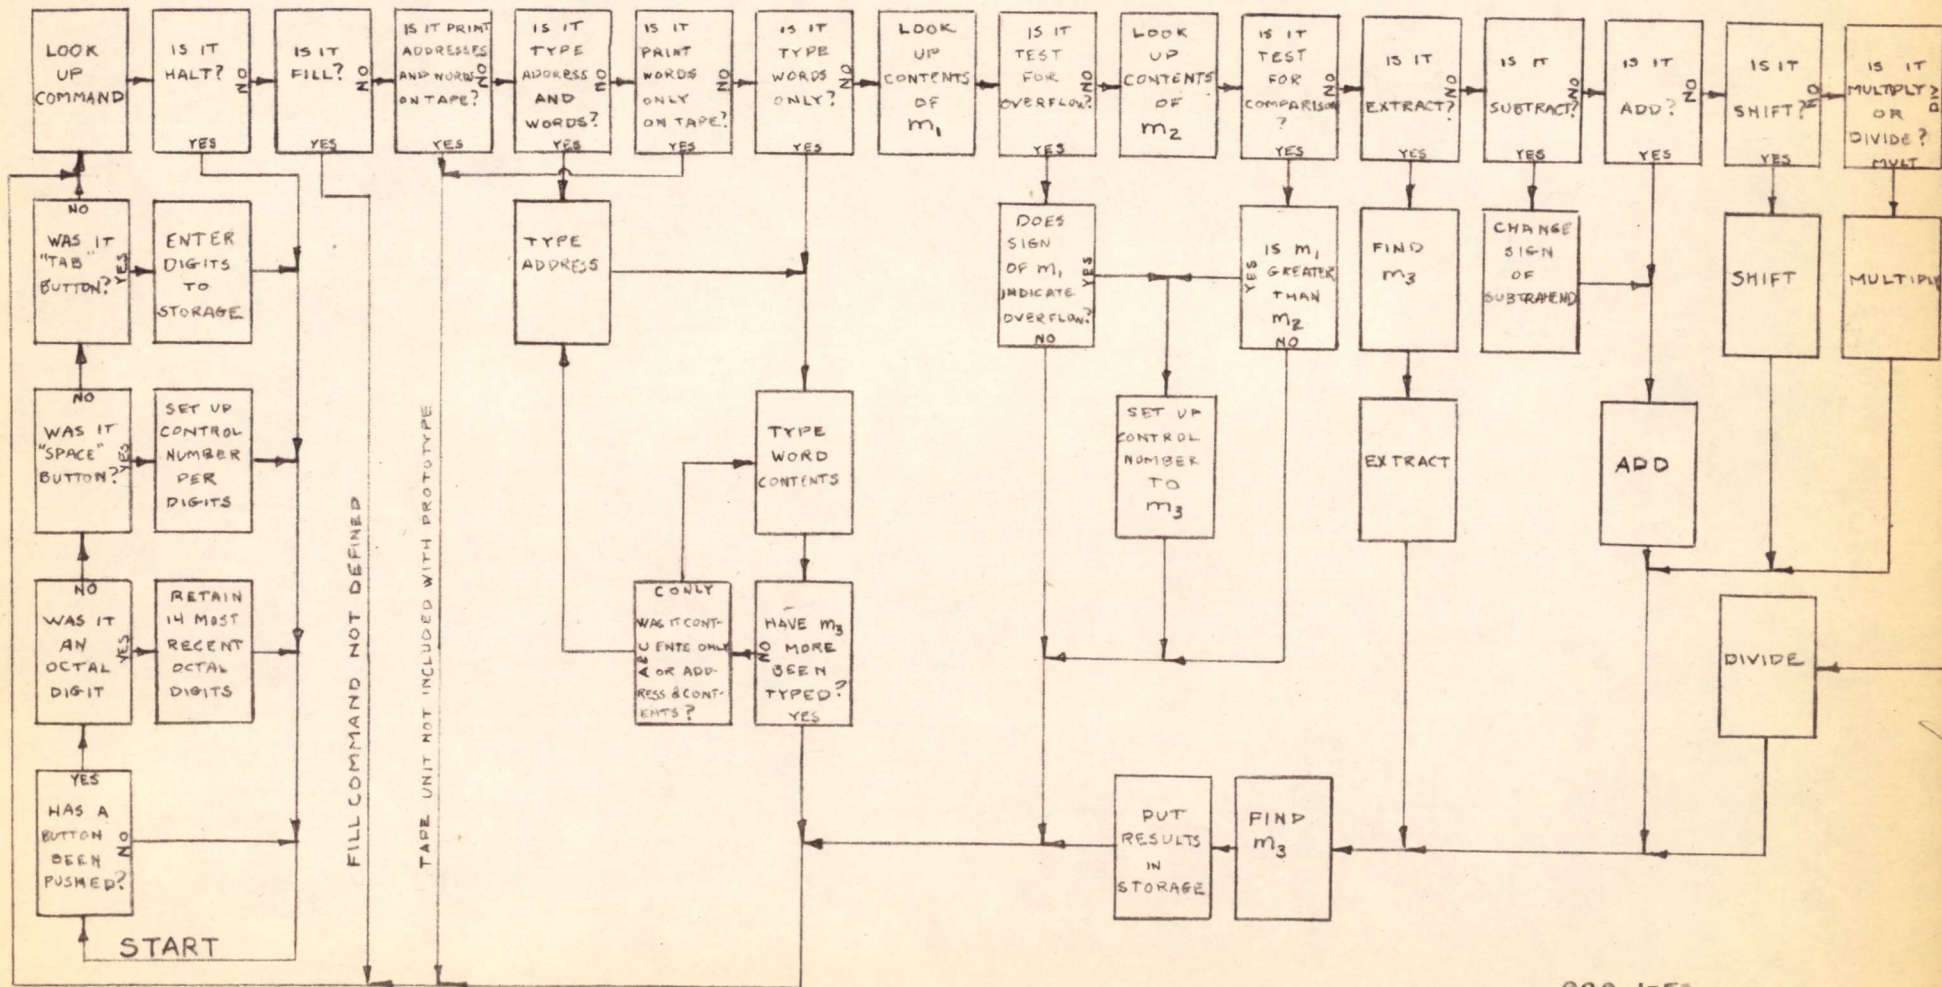 LOOK
UP
COMMAND
IS IT
HALT?
NO
YES
IS IT
FILL?
NO
YES
IS IT PRINT
ADDRESSES
AND WORDS
ON TAPE?
NO
YES
IS IT
TYPE
ADDRESS
AND
WORDS?
NO
YES
IS IT
PRINT
WORDS
ONLY
ON TAPE?
NO
YES
IS IT
TYPE
WORDS
ONLY?
NO
YES
LOOK
UP
CONTENTS
OF
m₁
IS IT
TEST
FOR
OVERFLOW?
NO
YES
LOOK
UP
CONTENTS
OF
m₂
IS IT
TEST
FOR
COMPARISON
?
NO
YES
IS IT
EXTRACT?
NO
YES
IS IT
SUBTRACT?
NO
YES
IS IT
ADD?
NO
YES
IS IT
SHIFT?
NO
YES
IS IT
MULTIPLY
OR
DIVIDE?
DIV
MULT
NO
WAS IT
"TAB"
BUTTON?
YES
ENTER
DIGITS
TO
STORAGE
TYPE
ADDRESS
DOES
SIGN
OF m₁
INDICATE
OVERFLOW?
YES
NO
IS m₁
GREATER
THAN
m₂
YES
NO
FIND
m₃
CHANGE
SIGN
OF
SUBTRAHEND
SHIFT
MULTIPLY
NO
WAS IT
"SPACE"
BUTTON?
YES
SET UP
CONTROL
NUMBER
PER
DIGITS
TYPE
WORD
CONTENTS
SET UP
CONTROL
NUMBER
TO
m₃
EXTRACT
ADD
FILL COMMAND NOT DEFINED
TAPE UNIT NOT INCLUDED WITH PROTOTYPE
NO
WAS IT
AN
OCTAL
DIGIT
YES
RETAIN
14 MOST
RECENT
OCTAL
DIGITS
C ONLY
WAS IT CONT-
ENTS ONLY
OR ADD-
RESS & CONT-
ENTS?
A & C
HAVE m₃
MORE
BEEN
TYPED?
NO
YES
DIVIDE
YES
HAS A
BUTTON
BEEN
PUSHED?
NO
PUT
RESULTS
IN
STORAGE
FIND
m₃
START